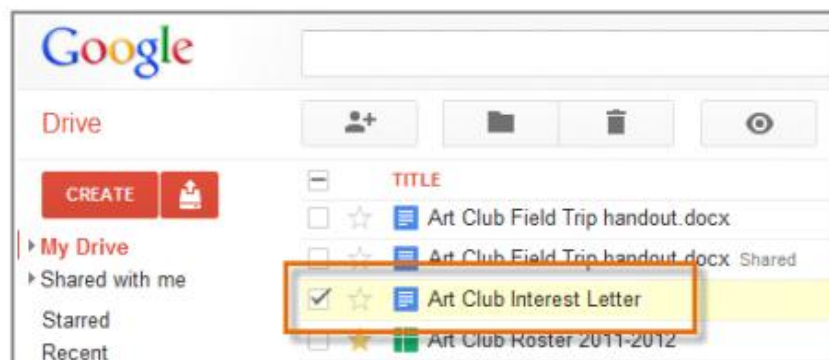 Google
Drive
CREATE
TITLE
My Drive
Art Club Field Trip handout.docx
Shared with me
Art Club Field Trip handout.docx Shared
Starred
Art Club Interest Letter
Recent
Art Club Roster 2011-2012